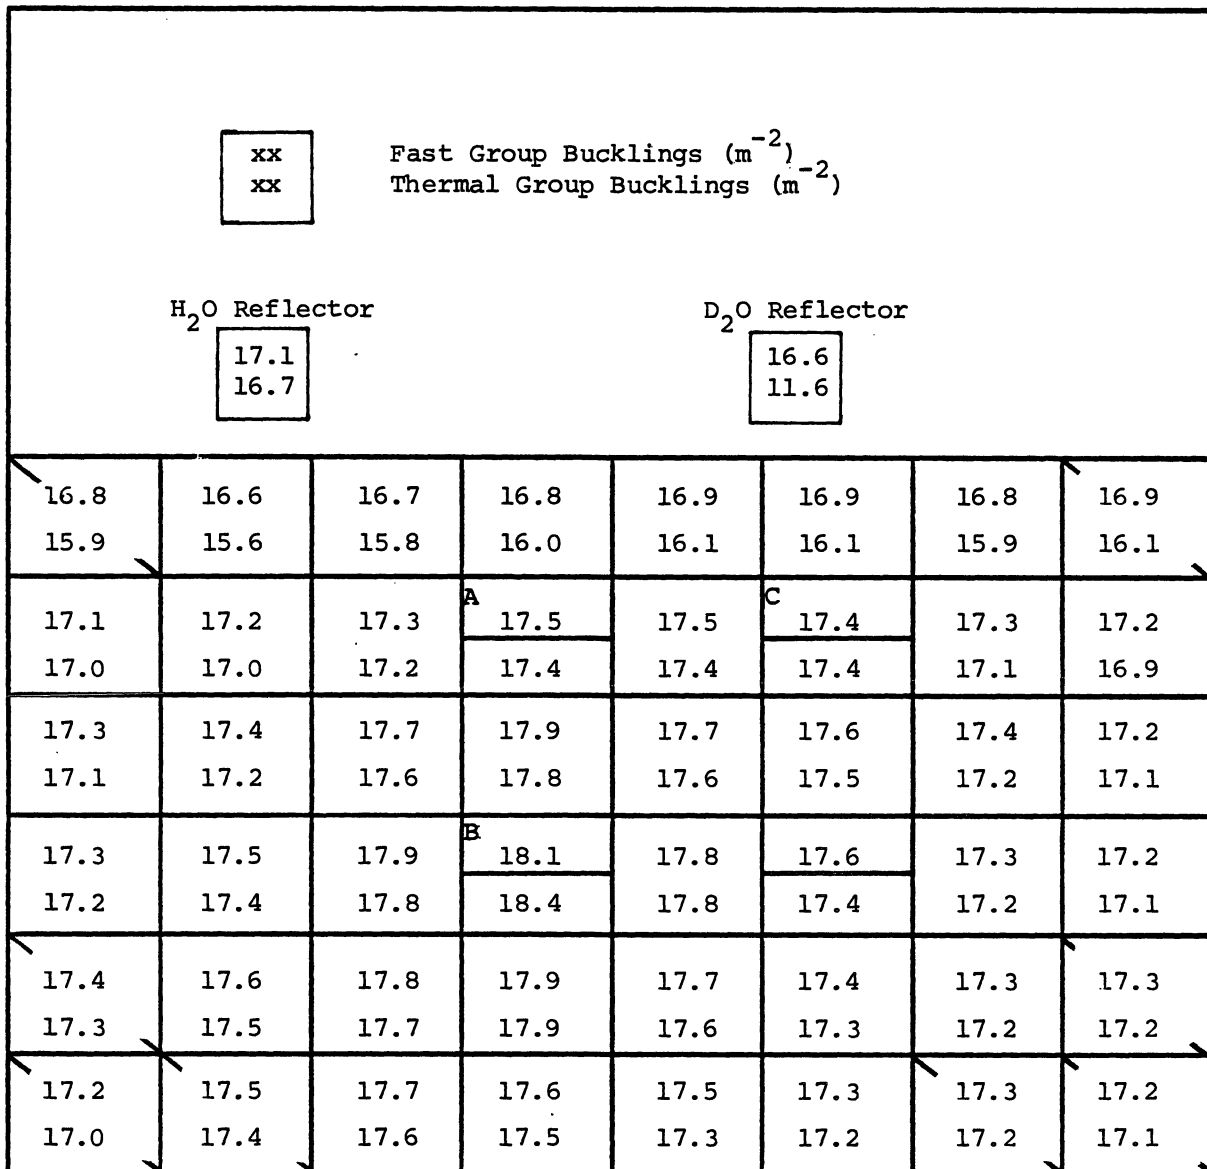 xx Fast Group Bucklings (m⁻²)
xx Thermal Group Bucklings (m⁻²)
H₂O Reflector D₂O Reflector
17.1 16.6
16.7 11.6
16.8 16.6 16.7 16.8 16.9 16.9 16.8 16.9
15.9 15.6 15.8 16.0 16.1 16.1 15.9 16.1
A C
17.1 17.2 17.3 17.5 17.5 17.4 17.3 17.2
17.0 17.0 17.2 17.4 17.4 17.4 17.1 16.9
17.3 17.4 17.7 17.9 17.7 17.6 17.4 17.2
17.1 17.2 17.6 17.8 17.6 17.5 17.2 17.1
B
17.3 17.5 17.9 18.1 17.8 17.6 17.3 17.2
17.2 17.4 17.8 18.4 17.8 17.4 17.2 17.1
17.4 17.6 17.8 17.9 17.7 17.4 17.3 17.3
17.3 17.5 17.7 17.9 17.6 17.3 17.2 17.2
17.2 17.5 17.7 17.6 17.5 17.3 17.3 17.2
17.0 17.4 17.6 17.5 17.3 17.2 17.2 17.1